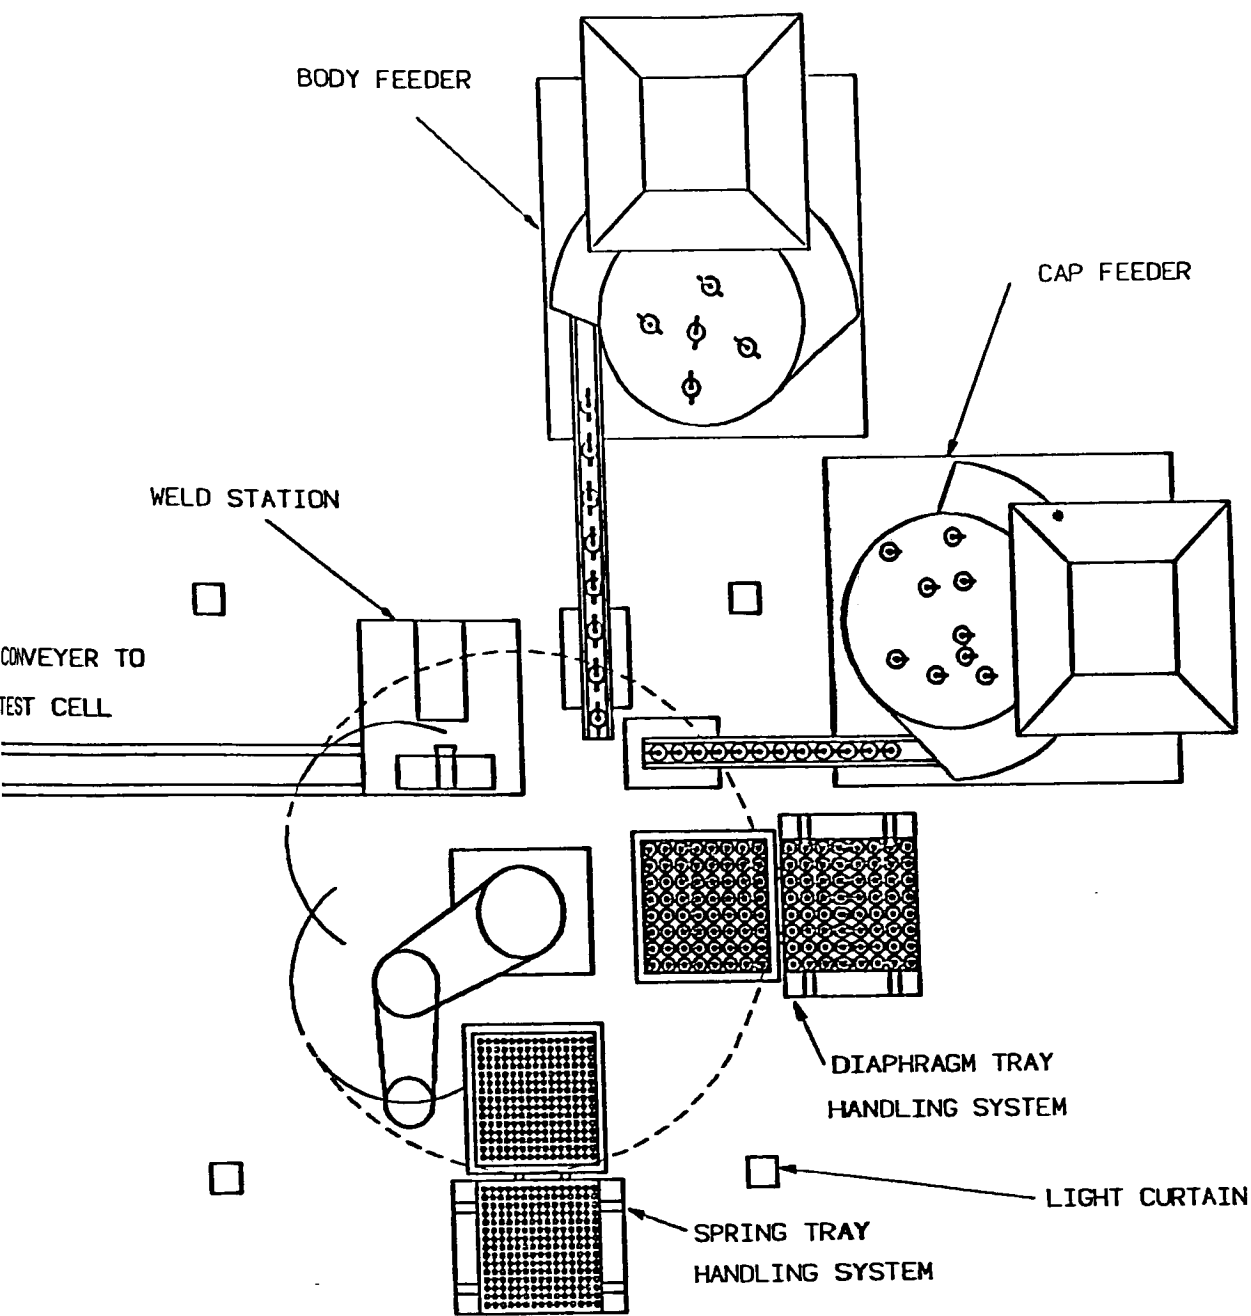 BODY FEEDER
CAP FEEDER
WELD STATION
CONVEYER TO
TEST CELL
DIAPHRAGM TRAY
HANDLING SYSTEM
LIGHT CURTAIN
SPRING TRAY
HANDLING SYSTEM